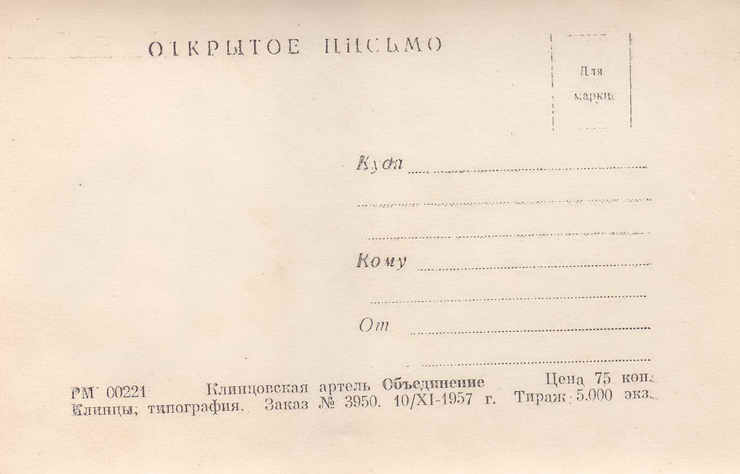 ОТКРЫТОЕ ПИСЬМО
Для
марки
Куда
Кому
От
РМ 00221 Клинцовская артель Объединение Цена 75 коп.
Клинцы, типография. Заказ № 3950. 10/XI-1957 г. Тираж 5.000 экз.